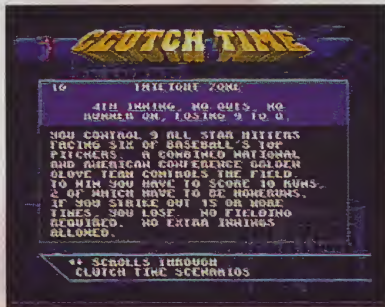 CLUTCH TIME
16 TWILIGHT ZONE
4TH INNING, NO OUTS, NO
RUNNER ON, LOSING 9 TO 0.
YOU CONTROL 9 ALL STAR HITTERS
FACING SIX OF BASEBALL'S TOP
PITCHERS. A COMBINED NATIONAL
AND AMERICAN CONFERENCE GOLDEN
GLOVE TEAM CONTROLS THE FIELD.
TO WIN YOU HAVE TO SCORE 10 RUNS,
OF WHICH HAVE TO BE HOMERUNS.
IF YOU STRIKE OUT 15 OR MORE
TIMES, YOU LOSE. NO FIELDING
REQUIRED. NO EXTRA INNINGS
ALLOWED.
SCROLLS THROUGH
CLUTCH TIME SCENARIOS